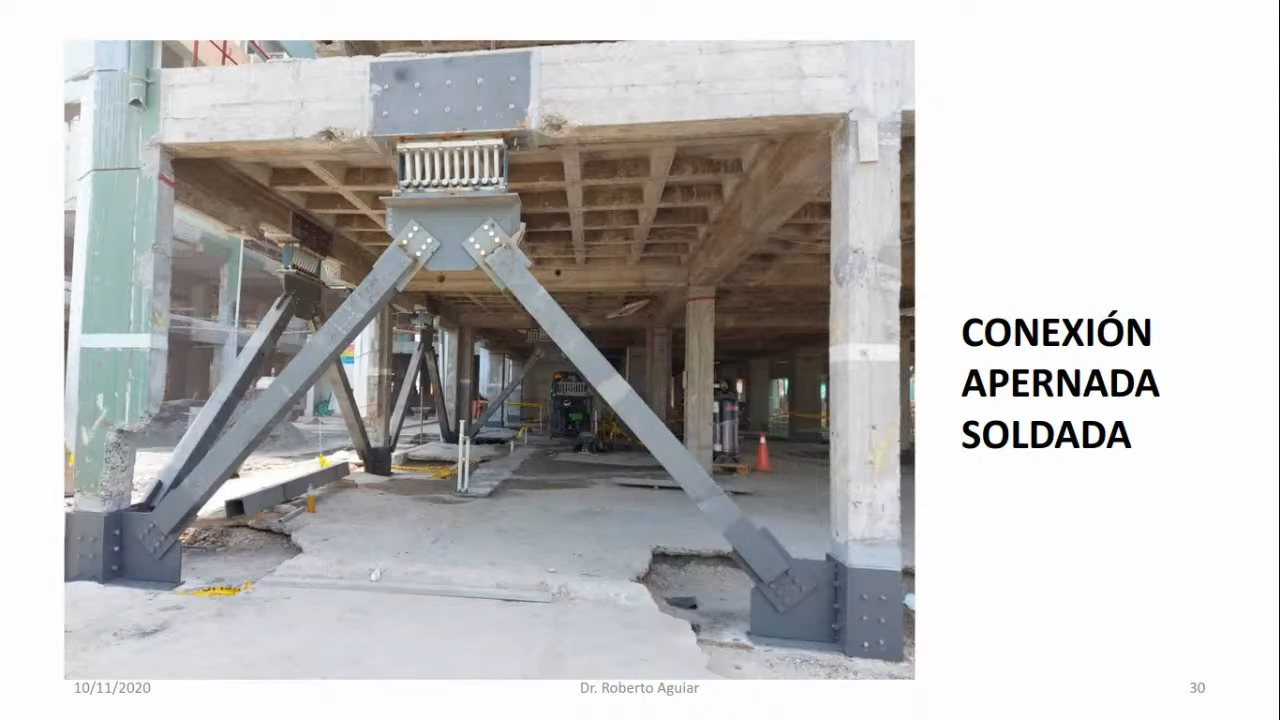 CONEXIÓN
APERNADA
SOLDADA
10/11/2020
Dr. Roberto Aguiar
30